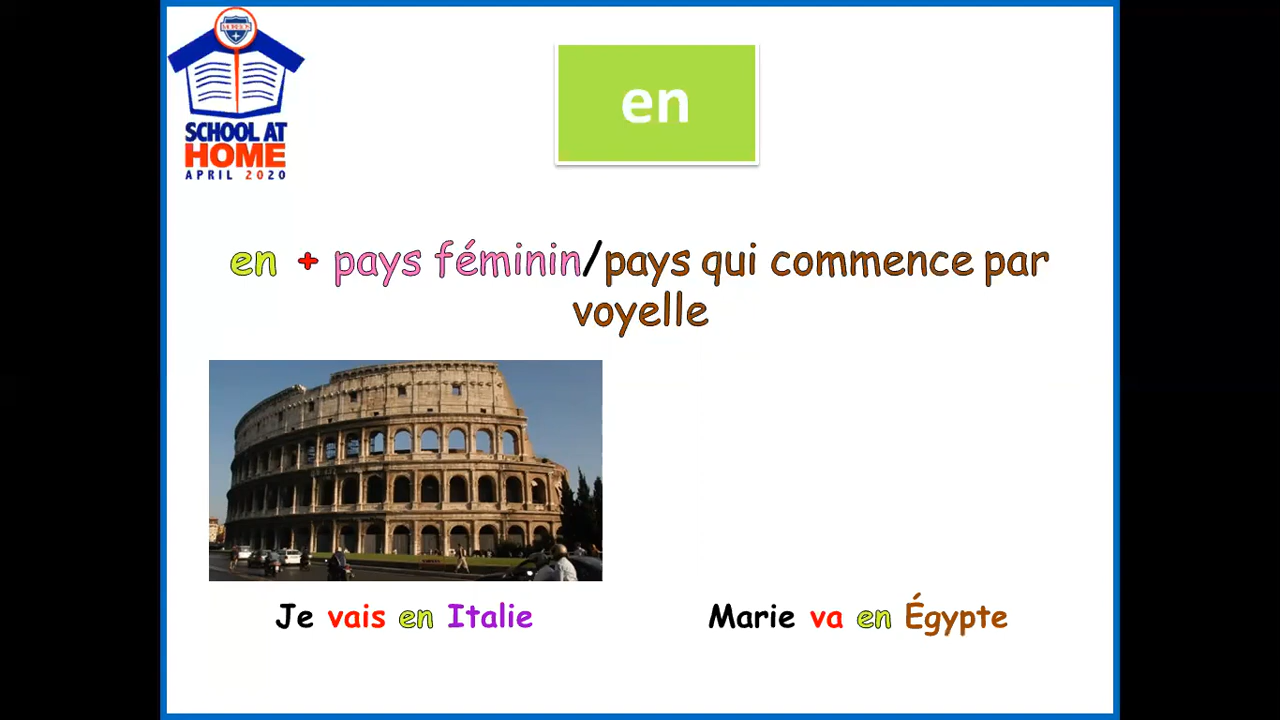 SCHOOL AT
HOME
APRIL 2020
en
en + pays féminin/pays qui commence par
voyelle
Je vais en Italie
Marie va en Égypte